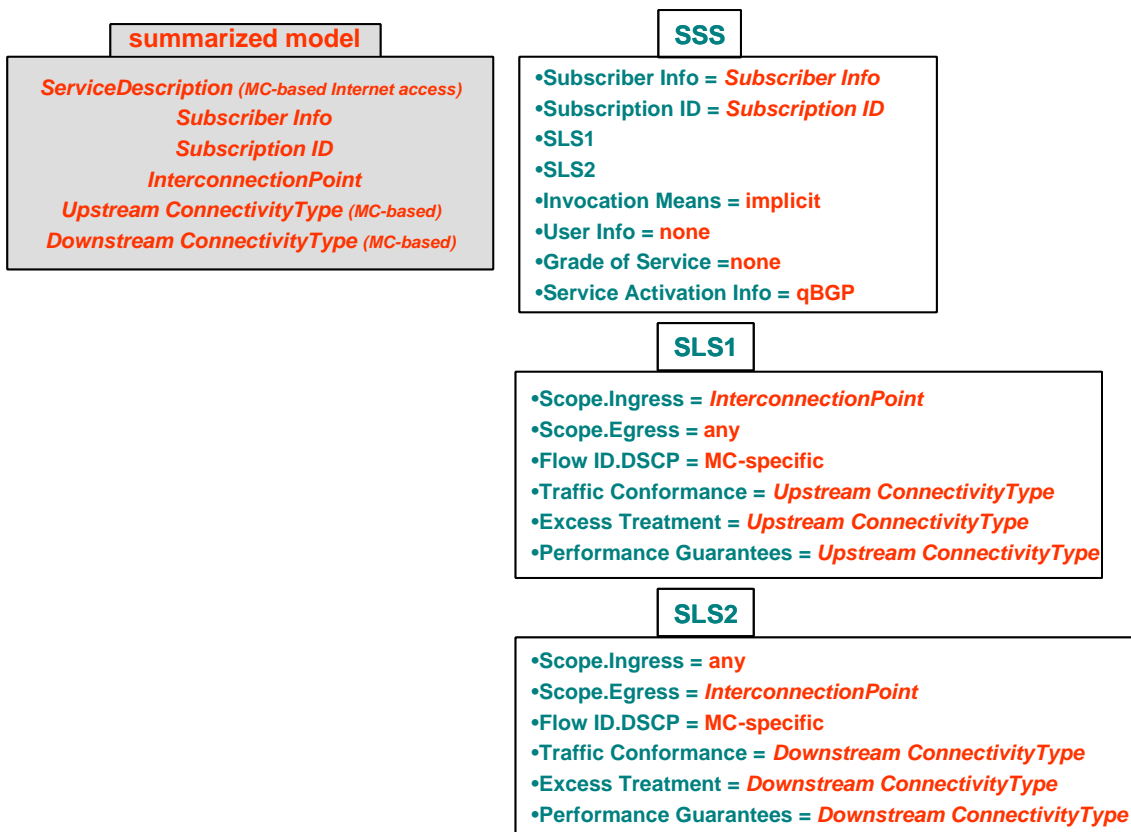 summarized model
ServiceDescription (MC-based Internet access)
Subscriber Info
Subscription ID
InterconnectionPoint
Upstream ConnectivityType (MC-based)
Downstream ConnectivityType (MC-based)
SSS
•Subscriber Info = Subscriber Info
•Subscription ID = Subscription ID
•SLS1
•SLS2
•Invocation Means = implicit
•User Info = none
•Grade of Service =none
•Service Activation Info = qBGP
SLS1
•Scope.Ingress = InterconnectionPoint
•Scope.Egress = any
•Flow ID.DSCP = MC-specific
•Traffic Conformance = Upstream ConnectivityType
•Excess Treatment = Upstream ConnectivityType
•Performance Guarantees = Upstream ConnectivityType
SLS2
•Scope.Ingress = any
•Scope.Egress = InterconnectionPoint
•Flow ID.DSCP = MC-specific
•Traffic Conformance = Downstream ConnectivityType
•Excess Treatment = Downstream ConnectivityType
•Performance Guarantees = Downstream ConnectivityType